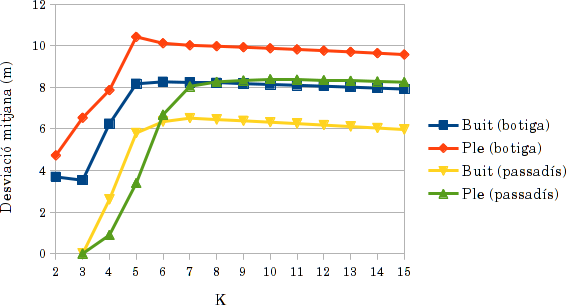 Desviació mitjana (m)
12
10
8
6
4
2
0
2 3 4 5 6 7 8 9 10 11 12 13 14 15
K
Buit (botiga)
Ple (botiga)
Buit (passadís)
Ple (passadís)